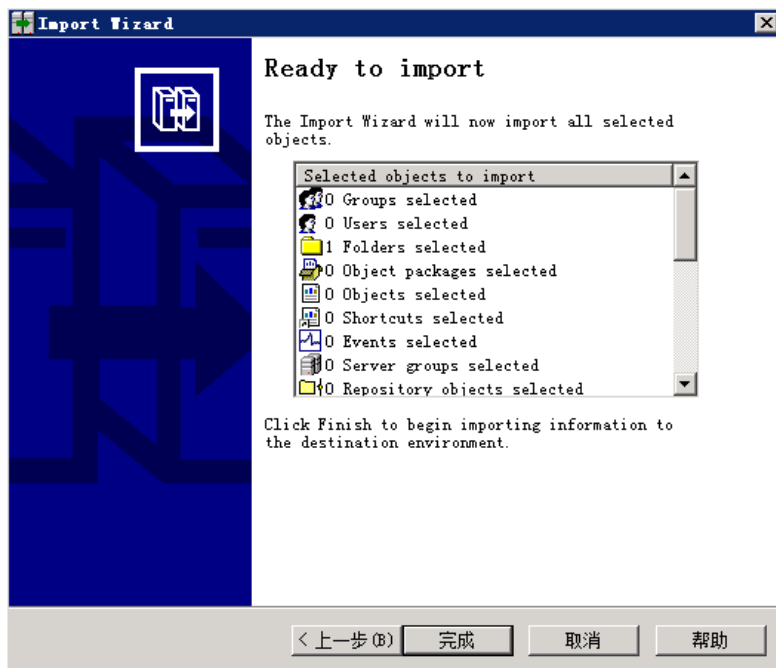 Import Wizard
Ready to import
The Import Wizard will now import all selected
objects.
Selected objects to import
0 Groups selected
0 Users selected
1 Folders selected
0 Object packages selected
0 Objects selected
0 Shortcuts selected
0 Events selected
0 Server groups selected
0 Repository objects selected
Click Finish to begin importing information to
the destination environment.
< 上一步(B) 完成 取消 帮助